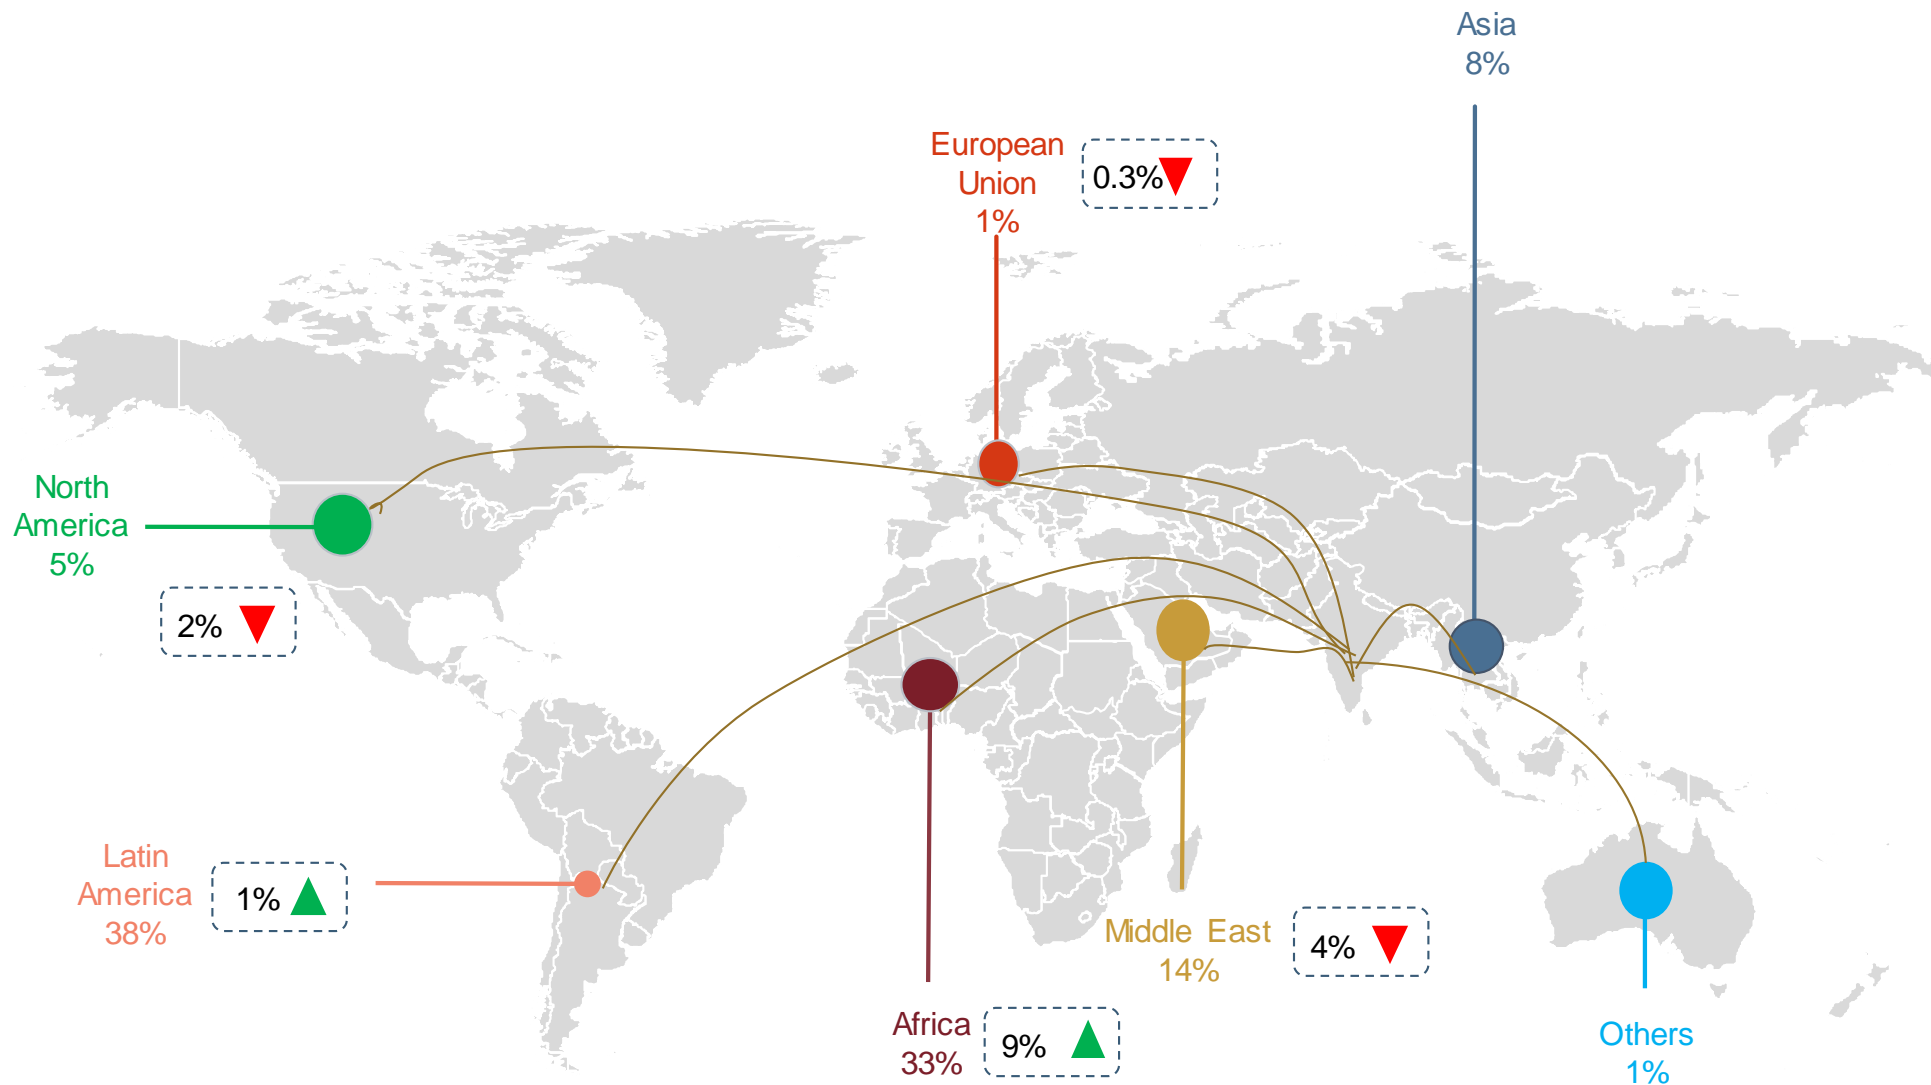 Asia
8%
European
Union
1%
0.3%
North
America
5%
2%
Latin
America
38%
1%
Middle East
14%
4%
Africa
33%
9%
Others
1%